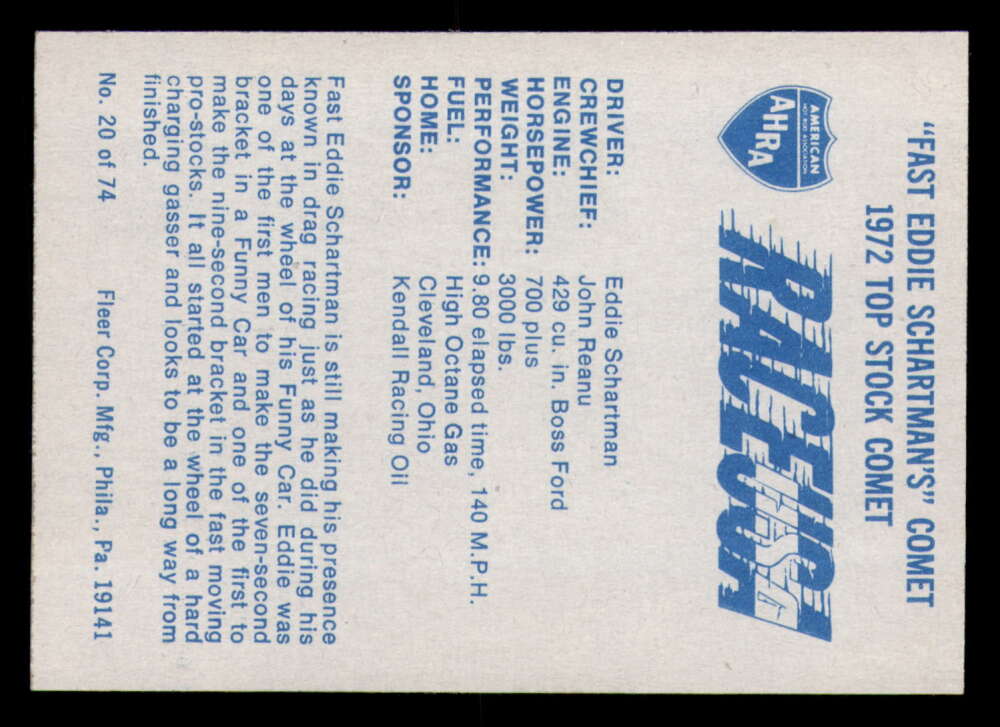 "FAST EDDIE SCHARTMAN'S" COMET
1972 TOP STOCK COMET
AMERICAN
HOT ROD ASSOCIATION
AHRA
RACING
USA
DRIVER: Eddie Schartman
CREWCHIEF: John Reanu
ENGINE: 429 cu. in. Boss Ford
HORSEPOWER: 700 plus
WEIGHT: 3000 lbs.
PERFORMANCE: 9.80 elapsed time, 140 M.P.H.
FUEL: High Octane Gas
HOME: Cleveland, Ohio
SPONSOR: Kendall Racing Oil
Fast Eddie Schartman is still making his presence
known in drag racing just as he did during his
days at the wheel of his Funny Car. Eddie was
one of the first men to make the seven-second
bracket in a Funny Car and one of the first to
make the nine-second bracket in the fast moving
pro-stocks. It all started at the wheel of a hard
charging gasser and looks to be a long way from
finished.
No. 20 of 74 Fleer Corp. Mfg., Phila., Pa. 19141